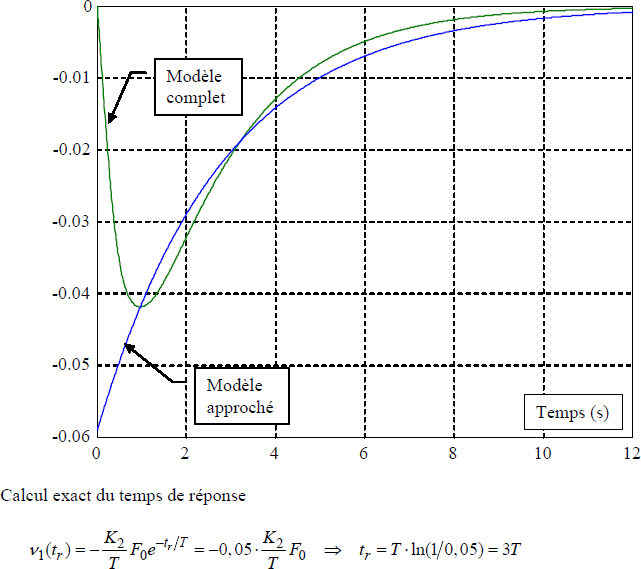 0
-0.01
-0.02
-0.03
-0.04
-0.05
-0.06
Modèle
complet
Modèle
approché
Temps (s)
0 2 4 6 8 10 12
Calcul exact du temps de réponse
ν₁(tᵣ) = −K₂/T F₀e^(−tᵣ/T) = −0,05·K₂/T F₀ ⇒ tᵣ = T·ln(1/0,05) = 3T